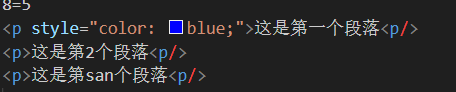 8=5
<p style="color: blue;">这是第一个段落<p/>
<p>这是第2个段落<p/>
<p>这是第san个段落<p/>